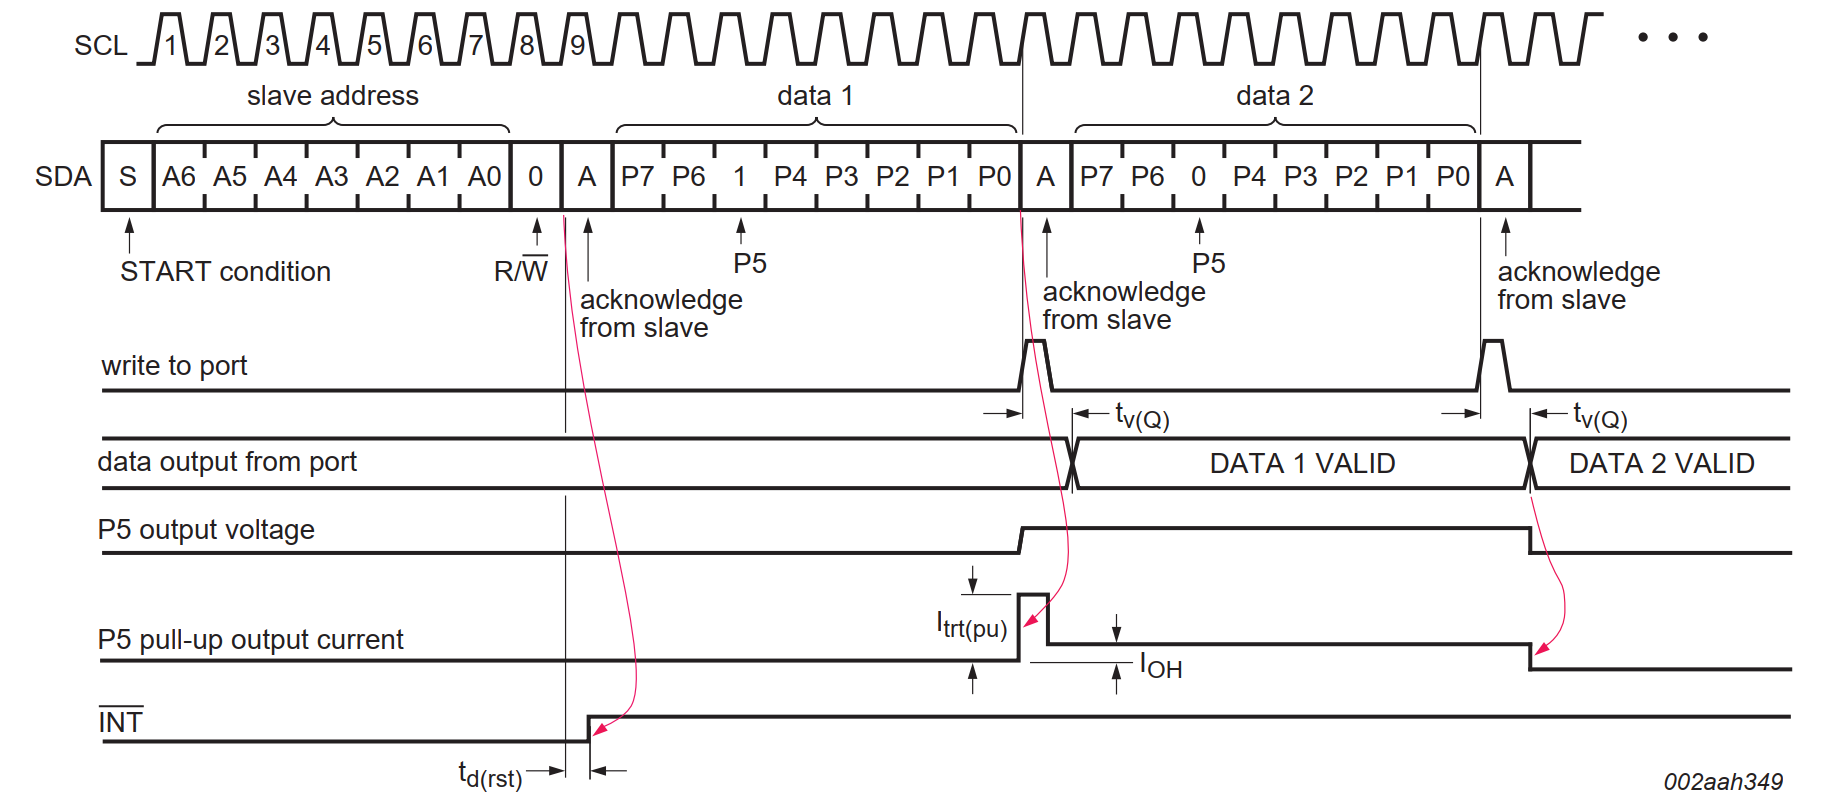 SCL 1 2 3 4 5 6 7 8 9 • • •
slave address data 1 data 2
SDA S A6 A5 A4 A3 A2 A1 A0 0 A P7 P6 1 P4 P3 P2 P1 P0 A P7 P6 0 P4 P3 P2 P1 P0 A
START condition R/W̅ P5 P5
acknowledge
from slave
acknowledge
from slave
acknowledge
from slave
write to port
tv(Q) tv(Q)
data output from port DATA 1 VALID DATA 2 VALID
P5 output voltage
Itrt(pu)
P5 pull-up output current
IOH
I̅N̅T̅
td(rst)
002aah349